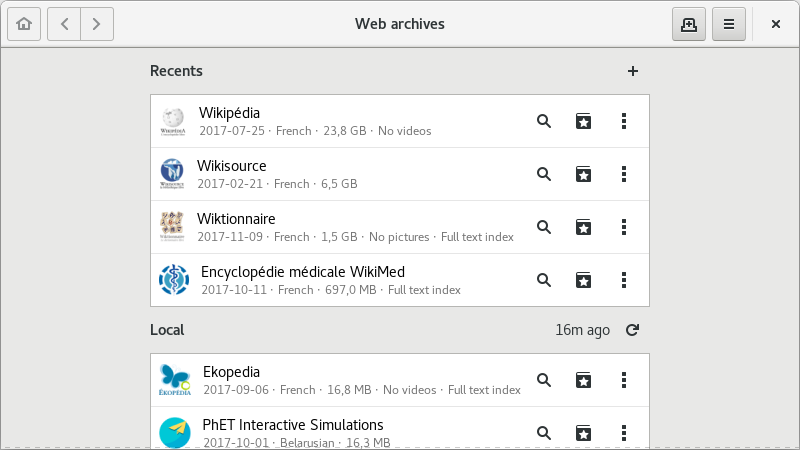 Web archives
Recents
Wikipédia
2017-07-25 · French · 23,8 GB · No videos
Wikisource
2017-02-21 · French · 6,5 GB
Wiktionnaire
2017-11-09 · French · 1,5 GB · No pictures · Full text index
Encyclopédie médicale WikiMed
2017-10-11 · French · 697,0 MB · Full text index
Local 16m ago
Ekopedia
2017-09-06 · French · 16,8 MB · No videos · Full text index
EKOPÉDIA
PhET Interactive Simulations
2017-10-01 · Belarusian · 16,3 MB